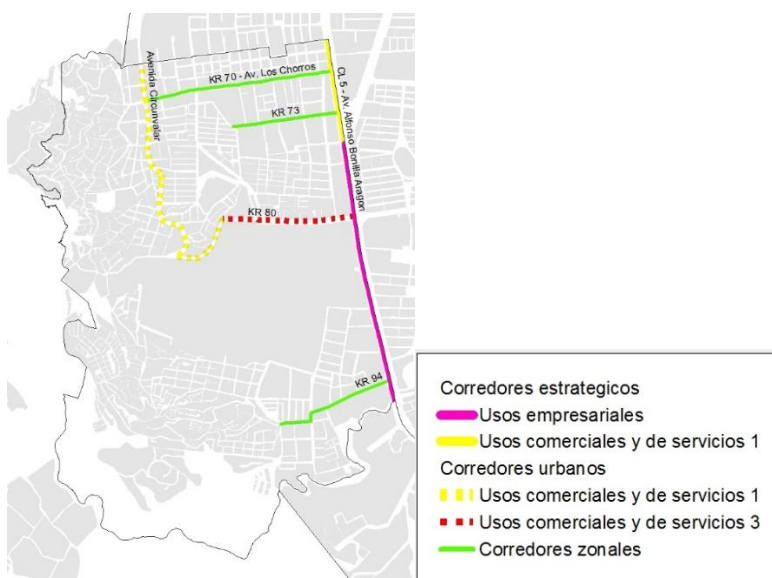 KR 70 - Av. Los Chorros
Avenida Circunvalar
CL 5 - Av. Alfonso Bonilla Aragon
KR 73
KR 80
KR 94
Corredores estrategicos
Usos empresariales
Usos comerciales y de servicios 1
Corredores urbanos
Usos comerciales y de servicios 1
Usos comerciales y de servicios 3
Corredores zonales